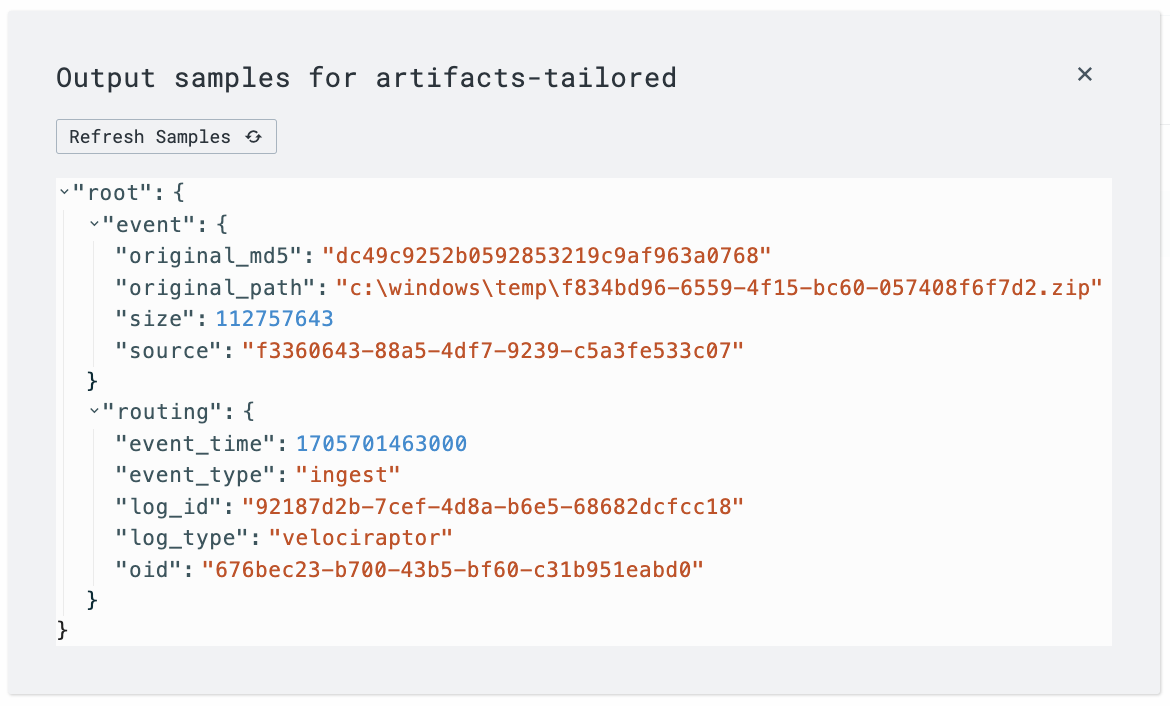 Output samples for artifacts-tailored
Refresh Samples
"root": {
"event": {
"original_md5": "dc49c9252b0592853219c9af963a0768"
"original_path": "c:\windows\temp\f834bd96-6559-4f15-bc60-057408f6f7d2.zip"
"size": 112757643
"source": "f3360643-88a5-4df7-9239-c5a3fe533c07"
}
"routing": {
"event_time": 1705701463000
"event_type": "ingest"
"log_id": "92187d2b-7cef-4d8a-b6e5-68682dcfcc18"
"log_type": "velociraptor"
"oid": "676bec23-b700-43b5-bf60-c31b951eabd0"
}
}